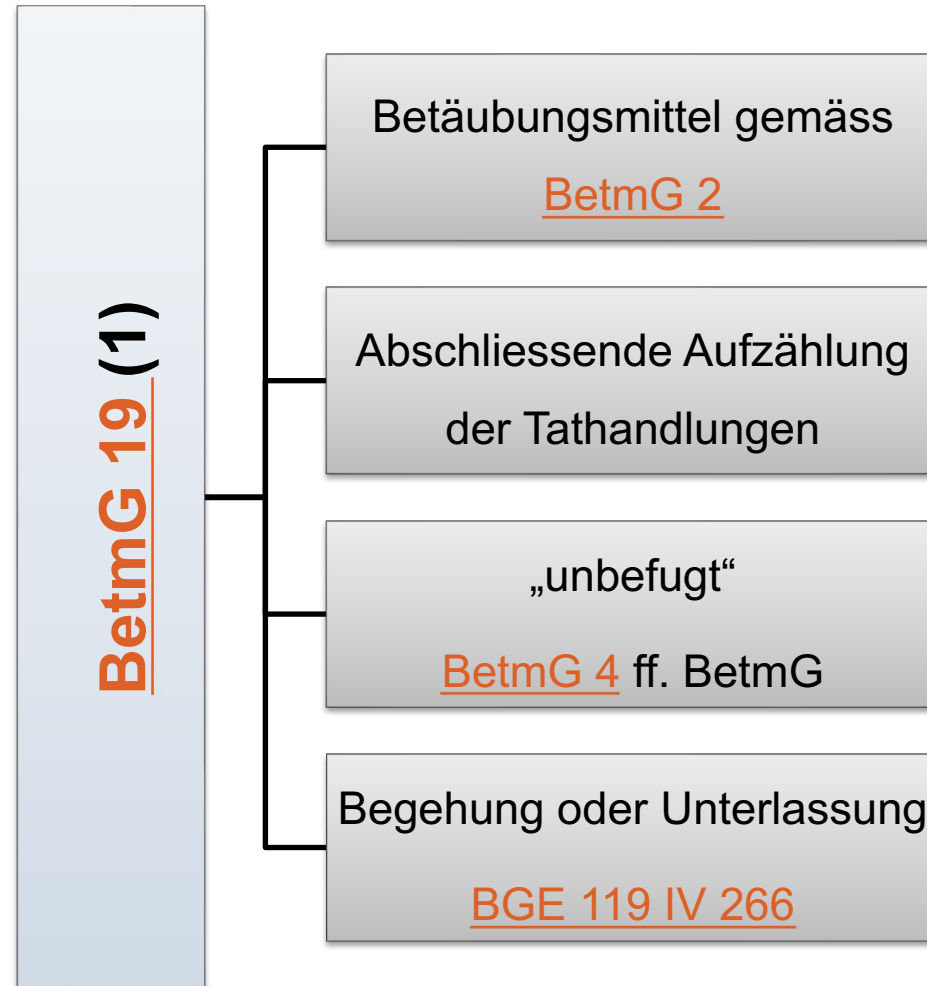 BetmG 19 (1)
Betäubungsmittel gemäss
BetmG 2
Abschliessende Aufzählung
der Tathandlungen
„unbefugt“
BetmG 4 ff. BetmG
Begehung oder Unterlassung
BGE 119 IV 266